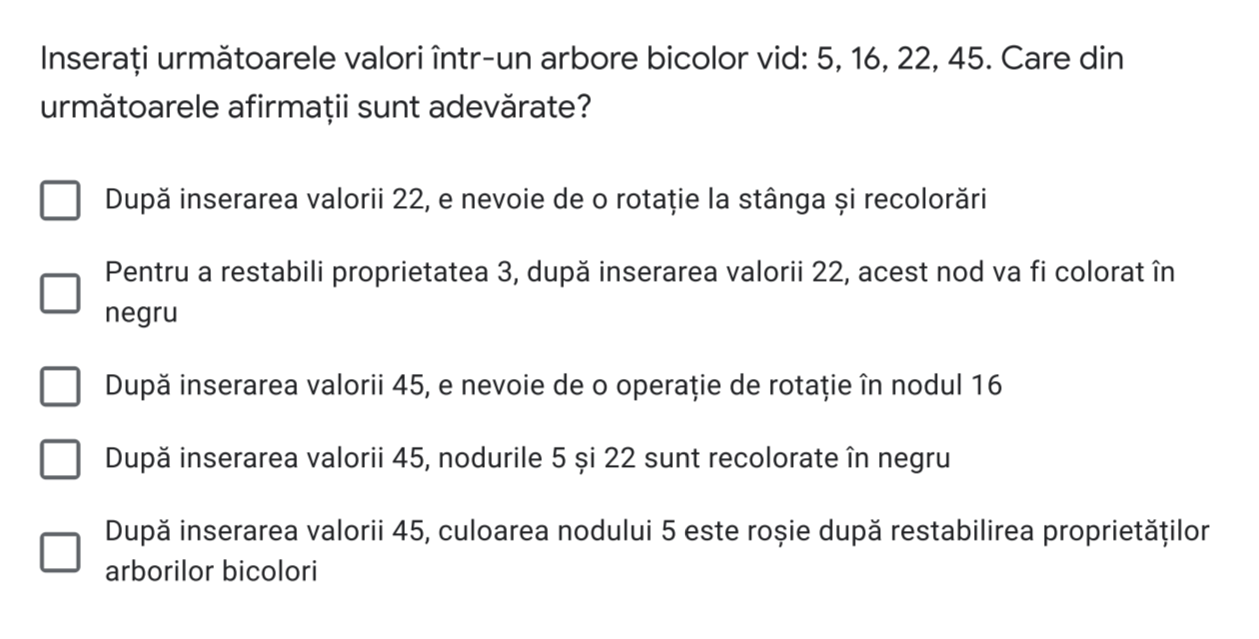 Inserați următoarele valori într-un arbore bicolor vid: 5, 16, 22, 45. Care din
următoarele afirmații sunt adevărate?
După inserarea valorii 22, e nevoie de o rotație la stânga și recolorări
Pentru a restabili proprietatea 3, după inserarea valorii 22, acest nod va fi colorat în
negru
După inserarea valorii 45, e nevoie de o operație de rotație în nodul 16
După inserarea valorii 45, nodurile 5 și 22 sunt recolorate în negru
După inserarea valorii 45, culoarea nodului 5 este roșie după restabilirea proprietăților
arborilor bicolori